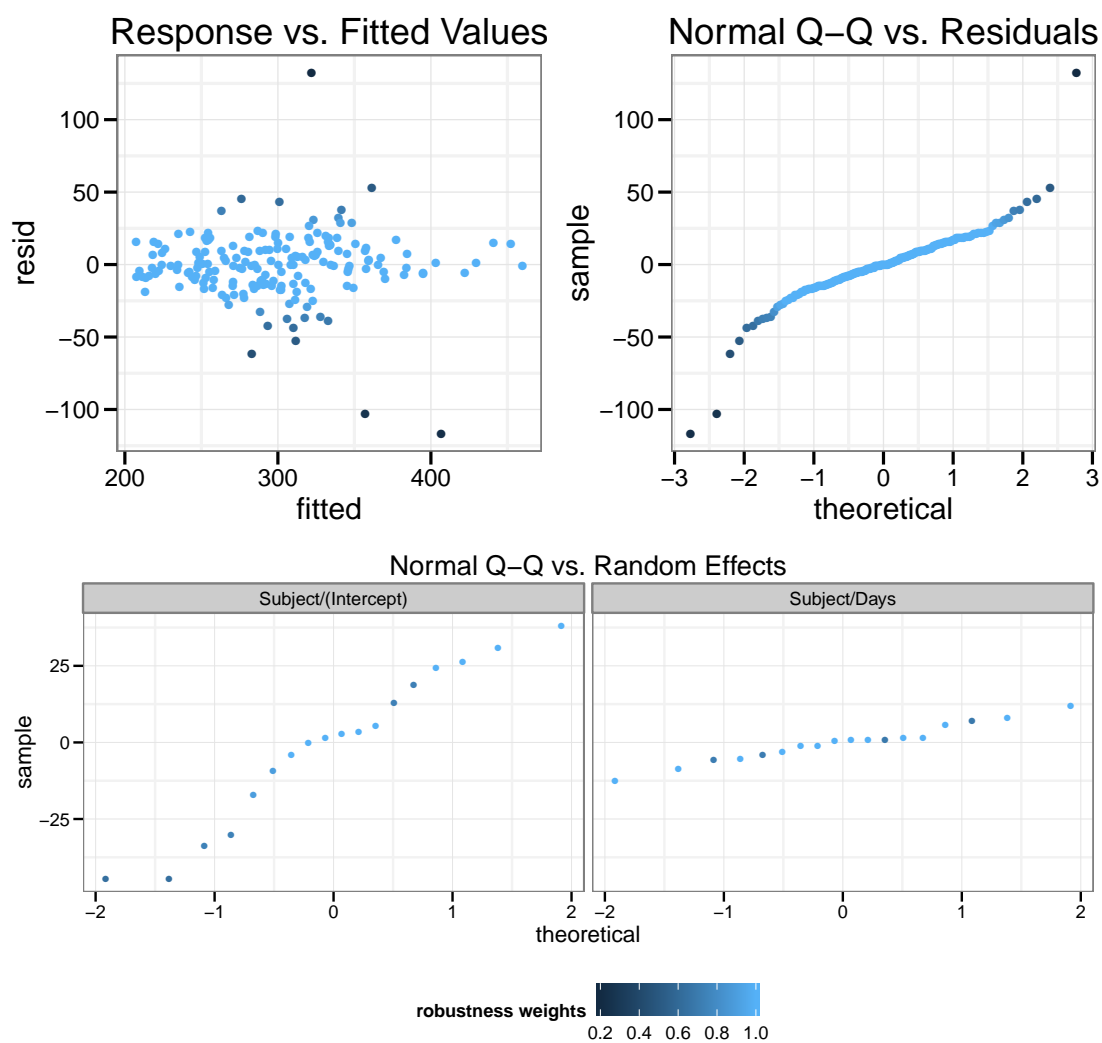 Response vs. Fitted Values
Normal Q−Q vs. Residuals
100
50
0
−50
−100
resid
200 300 400
fitted
100
50
0
−50
−100
sample
−3 −2 −1 0 1 2 3
theoretical
Normal Q−Q vs. Random Effects
Subject/(Intercept)
Subject/Days
25
0
−25
sample
−2 −1 0 1 2
−2 −1 0 1 2
theoretical
robustness weights
0.2 0.4 0.6 0.8 1.0